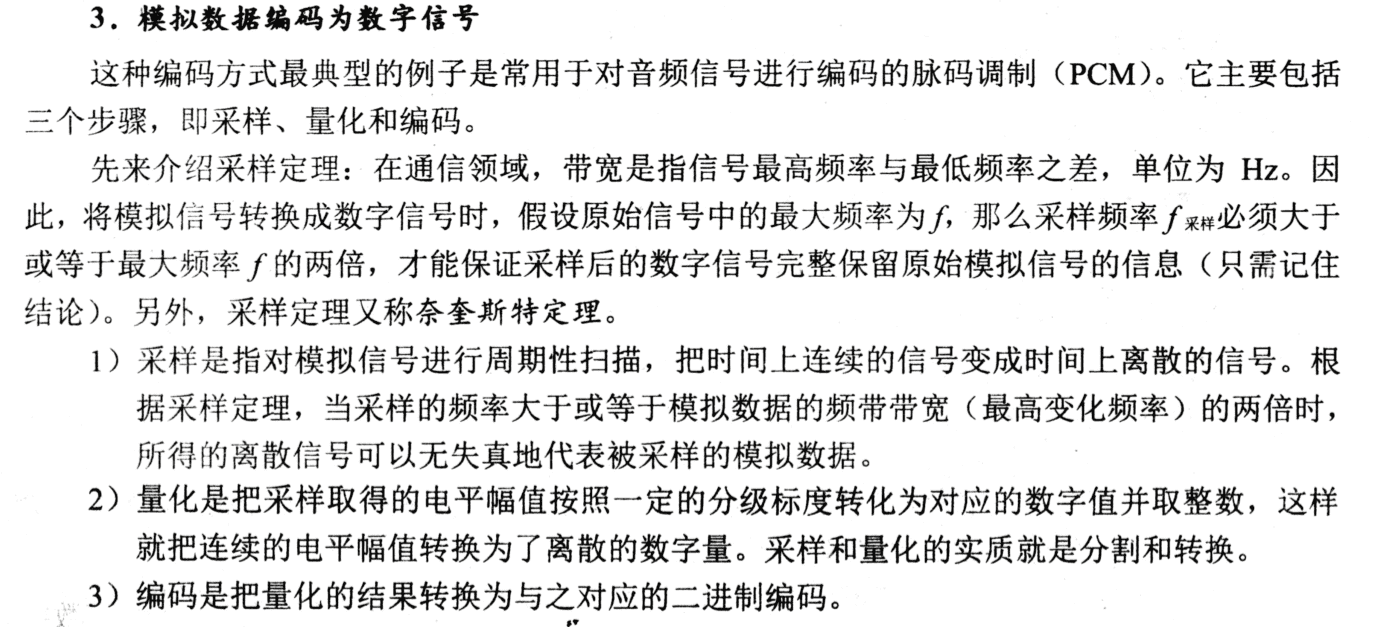 3．模拟数据编码为数字信号
这种编码方式最典型的例子是常用于对音频信号进行编码的脉码调制（PCM）。它主要包括
三个步骤，即采样、量化和编码。
先来介绍采样定理：在通信领域，带宽是指信号最高频率与最低频率之差，单位为 Hz。因
此，将模拟信号转换成数字信号时，假设原始信号中的最大频率为 f，那么采样频率 f采样必须大于
或等于最大频率 f 的两倍，才能保证采样后的数字信号完整保留原始模拟信号的信息（只需记住
结论）。另外，采样定理又称奈奎斯特定理。
1）采样是指对模拟信号进行周期性扫描，把时间上连续的信号变成时间上离散的信号。根
据采样定理，当采样的频率大于或等于模拟数据的频带带宽（最高变化频率）的两倍时，
所得的离散信号可以无失真地代表被采样的模拟数据。
2）量化是把采样取得的电平幅值按照一定的分级标度转化为对应的数字值并取整数，这样
就把连续的电平幅值转换为了离散的数字量。采样和量化的实质就是分割和转换。
3）编码是把量化的结果转换为与之对应的二进制编码。